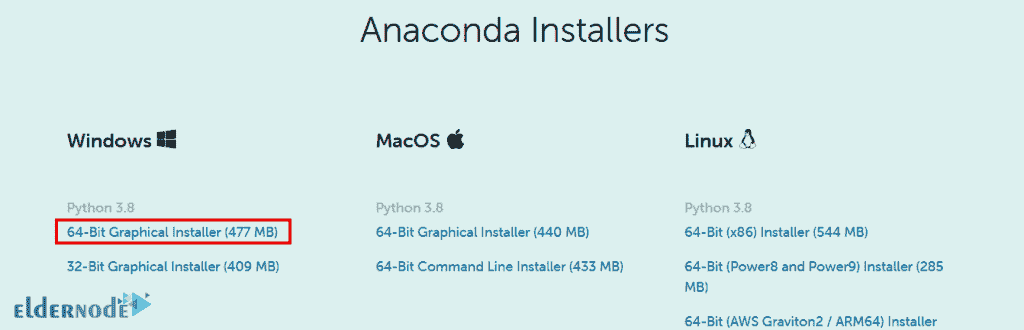 Anaconda Installers
Windows
Python 3.8
64-Bit Graphical Installer (477 MB)
32-Bit Graphical Installer (409 MB)
MacOS
Python 3.8
64-Bit Graphical Installer (440 MB)
64-Bit Command Line Installer (433 MB)
Linux
Python 3.8
64-Bit (x86) Installer (544 MB)
64-Bit (Power8 and Power9) Installer (285
MB)
64-Bit (AWS Graviton2 / ARM64) Installer
ELDERNODE